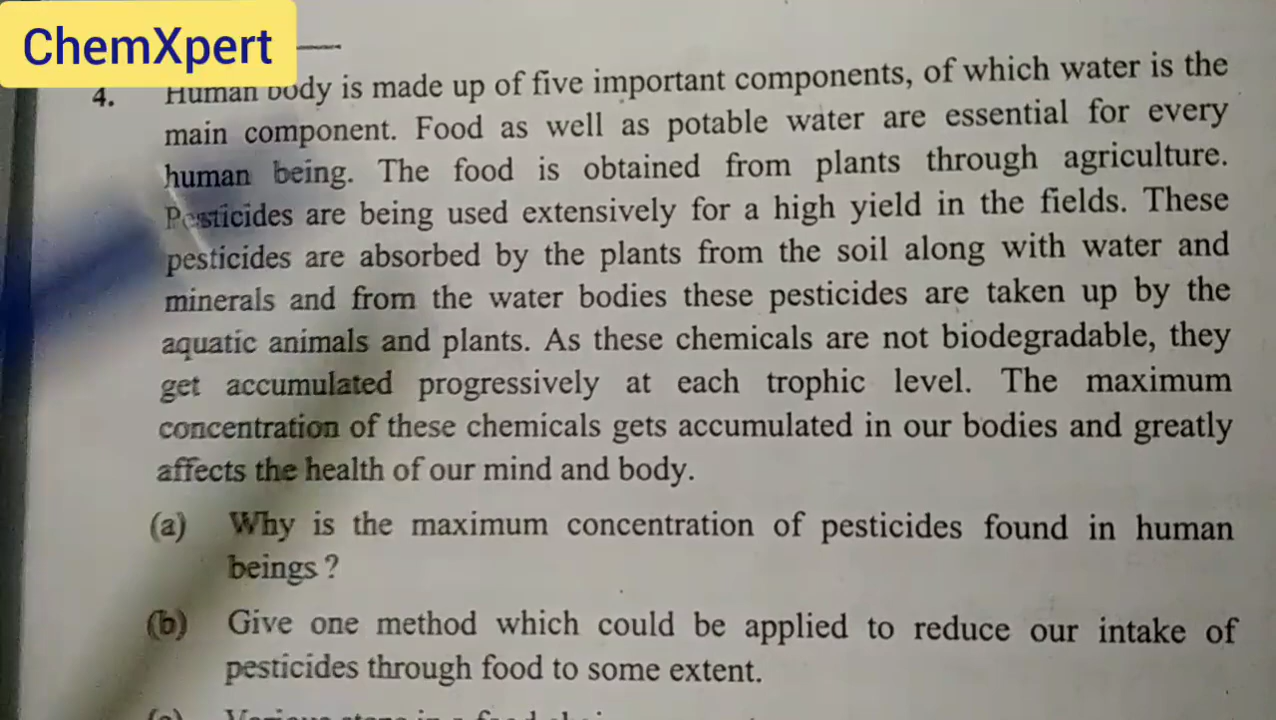 ChemXpert
4. Human body is made up of five important components, of which water is the
main component. Food as well as potable water are essential for every
human being. The food is obtained from plants through agriculture.
Pesticides are being used extensively for a high yield in the fields. These
pesticides are absorbed by the plants from the soil along with water and
minerals and from the water bodies these pesticides are taken up by the
aquatic animals and plants. As these chemicals are not biodegradable, they
get accumulated progressively at each trophic level. The maximum
concentration of these chemicals gets accumulated in our bodies and greatly
affects the health of our mind and body.
(a) Why is the maximum concentration of pesticides found in human
beings ?
(b) Give one method which could be applied to reduce our intake of
pesticides through food to some extent.
(c) Various steps in a food